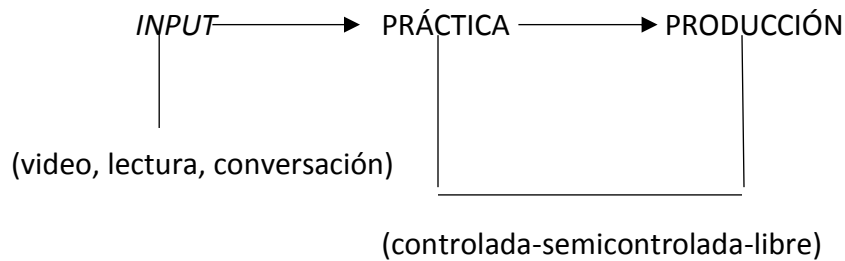 INPUT PRÁCTICA PRODUCCIÓN
(video, lectura, conversación)
(controlada-semicontrolada-libre)